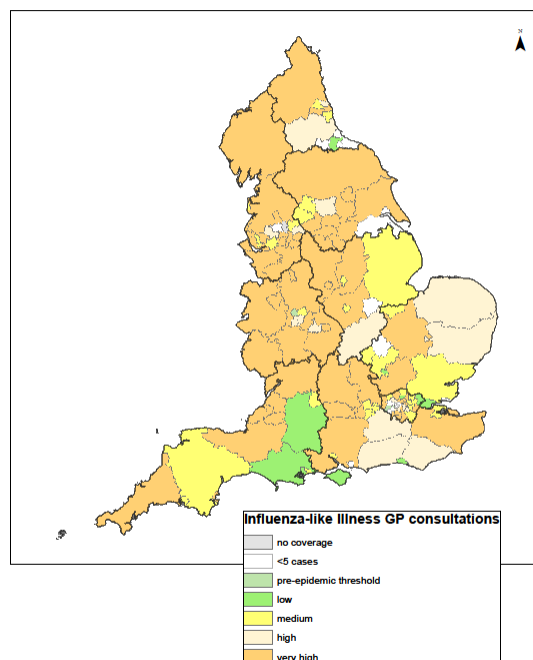 N
Influenza-like Illness GP consultations
no coverage
<5 cases
pre-epidemic threshold
low
medium
high
very high